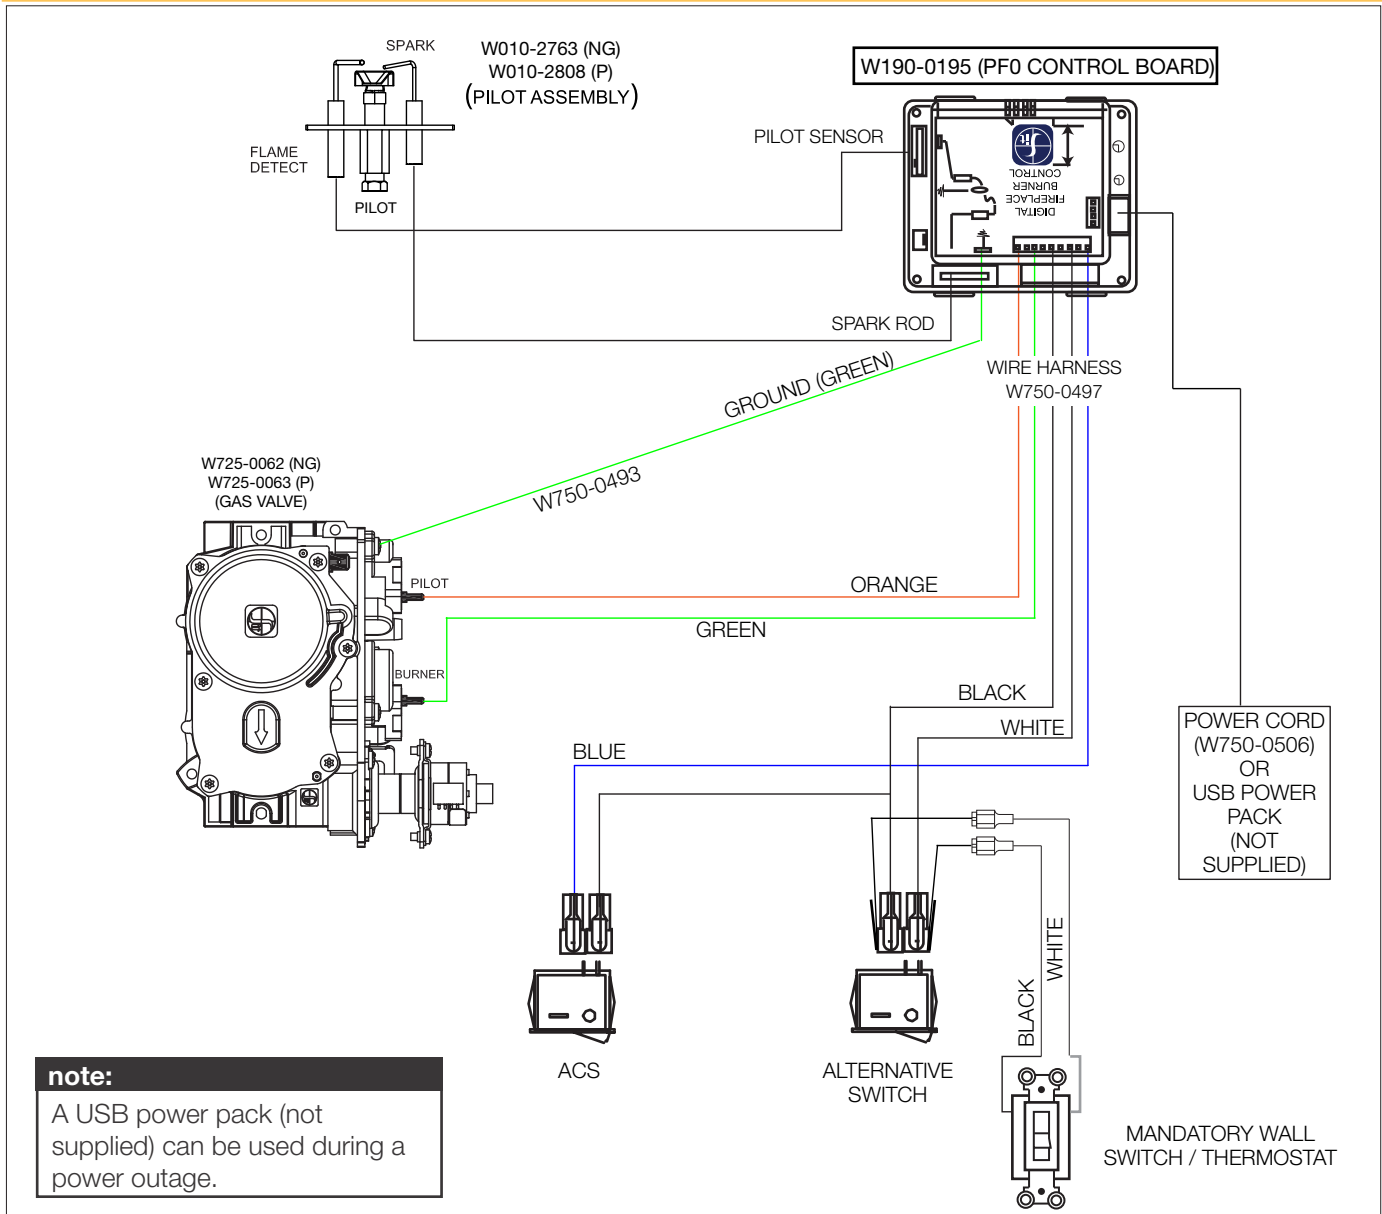 SPARK
W010-2763 (NG)
W010-2808 (P)
(PILOT ASSEMBLY)
FLAME
DETECT
PILOT
W190-0195 (PF0 CONTROL BOARD)
PILOT SENSOR
DIGITAL
FIREPLACE
BURNER
CONTROL
SPARK ROD
WIRE HARNESS
W750-0497
GROUND (GREEN)
W750-0493
W725-0062 (NG)
W725-0063 (P)
(GAS VALVE)
PILOT
ORANGE
GREEN
BURNER
BLACK
WHITE
BLUE
POWER CORD
(W750-0506)
OR
USB POWER
PACK
(NOT
SUPPLIED)
WHITE
BLACK
ACS
ALTERNATIVE
SWITCH
MANDATORY WALL
SWITCH / THERMOSTAT
note:
A USB power pack (not
supplied) can be used during a
power outage.